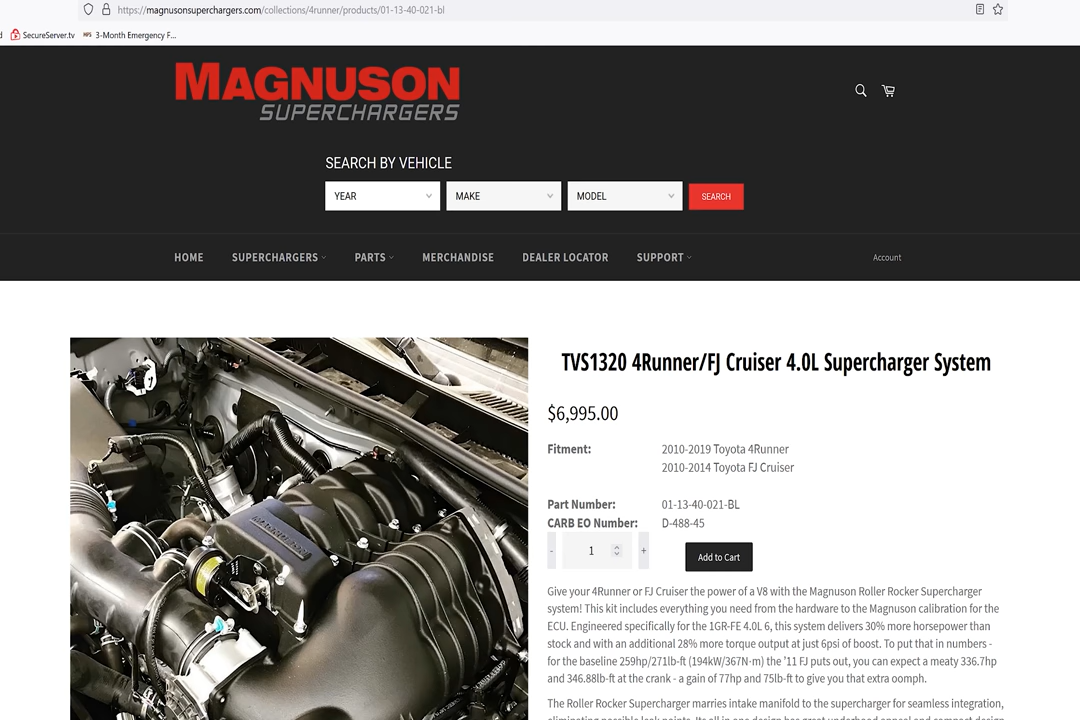 https://magnusonsuperchargers.com/collections/4runner/products/01-13-40-021-bl
SecureServer.tv
3-Month Emergency F...
MAGNUSON
SUPERCHARGERS
SEARCH BY VEHICLE
YEAR
MAKE
MODEL
SEARCH
HOME
SUPERCHARGERS
PARTS
MERCHANDISE
DEALER LOCATOR
SUPPORT
Account
TVS1320 4Runner/FJ Cruiser 4.0L Supercharger System
$6,995.00
Fitment: 2010-2019 Toyota 4Runner
2010-2014 Toyota FJ Cruiser
Part Number: 01-13-40-021-BL
CARB EO Number: D-488-45
- 1 + Add to Cart
MAGNUSON
Give your 4Runner or FJ Cruiser the power of a V8 with the Magnuson Roller Rocker Supercharger
system! This kit includes everything you need from the hardware to the Magnuson calibration for the
ECU. Engineered specifically for the 1GR-FE 4.0L 6, this system delivers 30% more horsepower than
stock and with an additional 28% more torque output at just 6psi of boost. To put that in numbers -
for the baseline 259hp/271lb-ft (194kW/367N·m) the '11 FJ puts out, you can expect a meaty 336.7hp
and 346.88lb-ft at the crank - a gain of 77hp and 75lb-ft to give you that extra oomph.
The Roller Rocker Supercharger marries intake manifold to the supercharger for seamless integration,